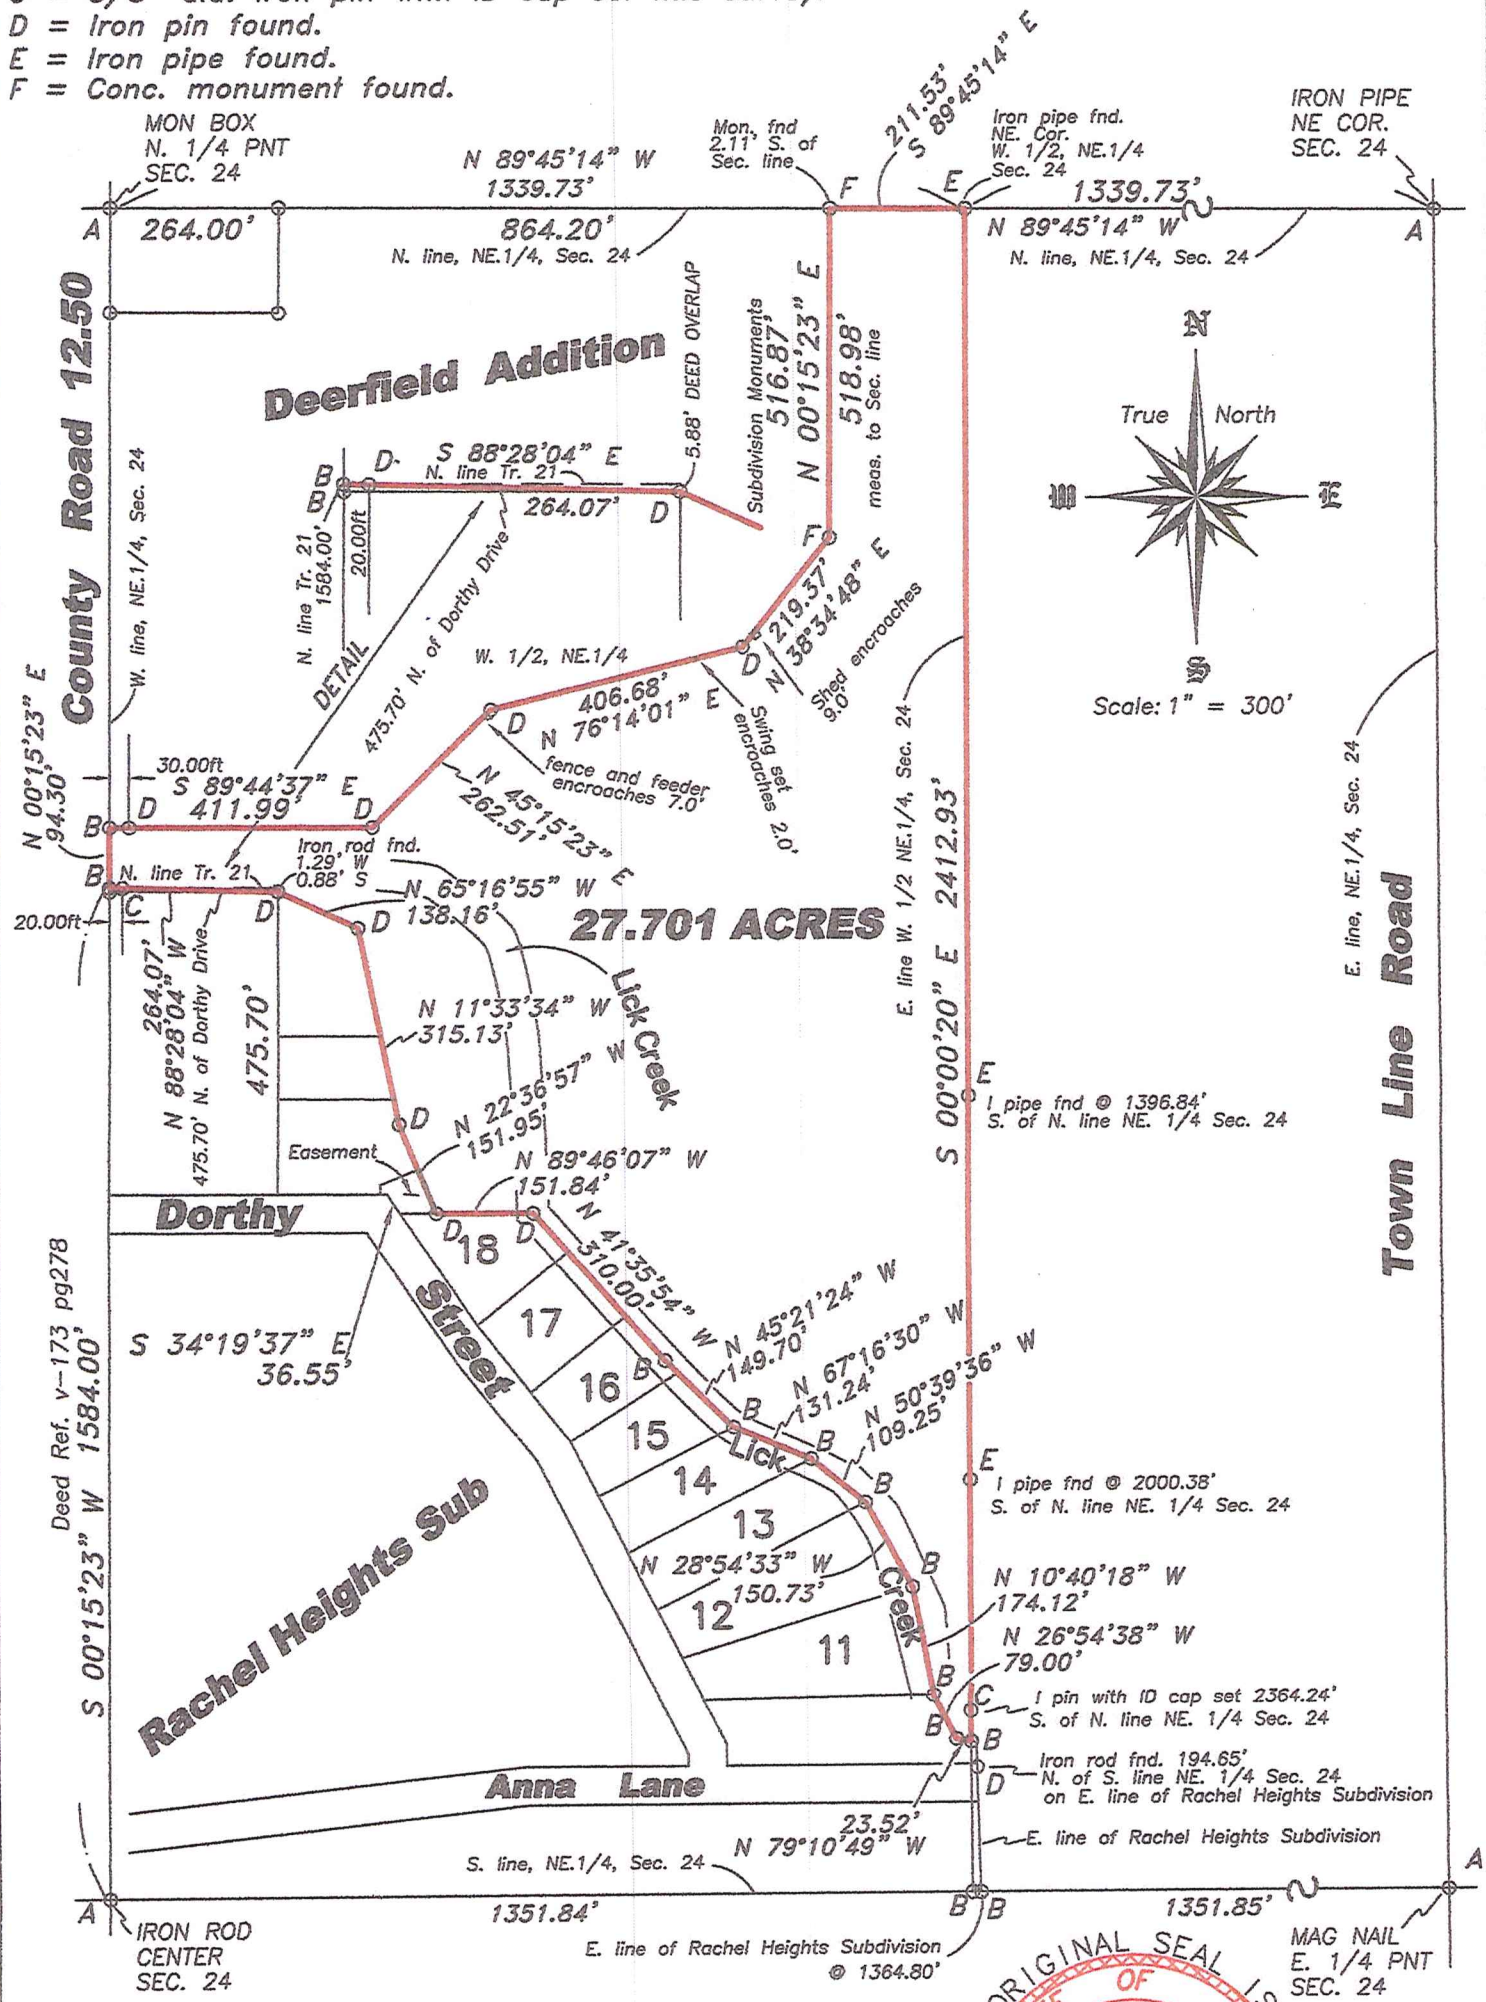 D = Iron pin found.
E = Iron pipe found.
F = Conc. monument found.
MON BOX
N. 1/4 PNT
SEC. 24
N 89°45'14" W
1339.73'
Mon. fnd
2.11' S. of
Sec. line
211.53'
S 89°45'14" E
Iron pipe fnd.
NE. Cor.
W. 1/2, NE.1/4
Sec. 24
IRON PIPE
NE COR.
SEC. 24
F
E
1339.73'
A
264.00'
864.20'
N. line, NE.1/4, Sec. 24
N 89°45'14" W
N. line, NE.1/4, Sec. 24
A
County Road 12.50
W. line, NE.1/4, Sec. 24
Deerfield Addition
5.88' DEED OVERLAP
Subdivision Monuments
516.87'
N 00°15'23" E
518.98'
meas. to Sec. line
N
True North
W
E
S
Scale: 1" = 300'
B
D
S 88°28'04" E
N. line Tr. 21
B
264.07'
D
N. line Tr. 21
1584.00'
20.00ft
DETAIL
475.70' N. of Dorthy Drive
F
219.37'
N 38°34'48" E
Shed encroaches
9.0'
W. 1/2, NE.1/4
D
406.68'
N 76°14'01" E
D
Swing set
encroaches 2.0'
fence and feeder
encroaches 7.0'
N 45°15'23" E
262.51'
N 00°15'23" E
94.30'
30.00ft
S 89°44'37" E
411.99'
B
D
D
Iron rod fnd.
1.29' W
0.88' S
B
N. line Tr. 21
C
D
20.00ft
N 65°16'55" W
138.16'
D
27.701 ACRES
E. line W. 1/2 NE.1/4, Sec. 24
S 00°00'20" E 2412.93'
E. line, NE.1/4, Sec. 24
Town Line Road
264.07'
N 88°28'04" W
475.70' N. of Dorthy Drive
475.70'
N 11°33'34" W
315.13'
Lick Creek
E
I pipe fnd @ 1396.84'
S. of N. line NE. 1/4 Sec. 24
D
N 22°36'57" W
151.95'
Easement
N 89°46'07" W
151.84'
Dorthy
D
D
18
Street
N 41°35'54" W
310.00'
17
S 34°19'37" E
36.55'
16
B
N 45°21'24" W
149.70'
Deed Ref. v-173 pg278
S 00°15'23" W 1584.00'
15
B
N 67°16'30" W
131.24'
Lick
14
B
N 50°39'36" W
109.25'
E
I pipe fnd @ 2000.38'
S. of N. line NE. 1/4 Sec. 24
B
13
Rachel Heights Sub
N 28°54'33" W
150.73'
B
Creek
12
N 10°40'18" W
174.12'
11
N 26°54'38" W
79.00'
B
C
I pin with ID cap set 2364.24'
S. of N. line NE. 1/4 Sec. 24
B
B
Iron rod fnd. 194.65'
N. of S. line NE. 1/4 Sec. 24
on E. line of Rachel Heights Subdivision
D
Anna Lane
23.52'
N 79°10'49" W
E. line of Rachel Heights Subdivision
S. line, NE.1/4, Sec. 24
A
A
1351.84'
B
B
1351.85'
IRON ROD
CENTER
SEC. 24
E. line of Rachel Heights Subdivision
@ 1364.80'
MAG NAIL
E. 1/4 PNT
SEC. 24
ORIGINAL SEAL
OF